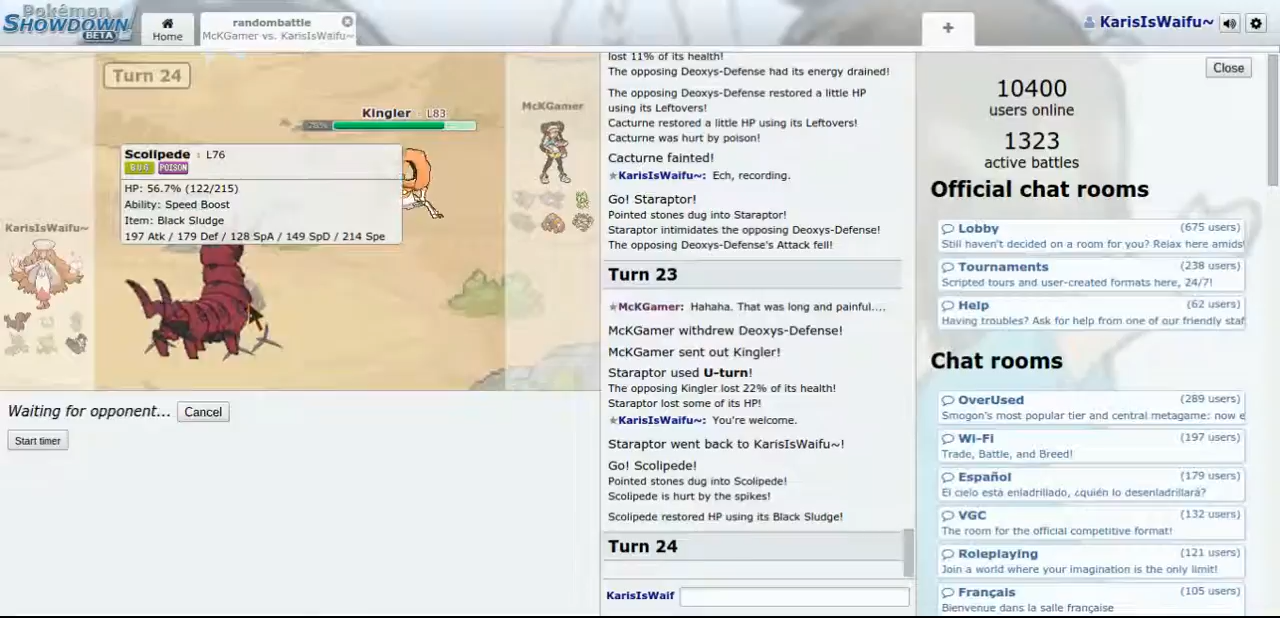 Pokémon
SHOWDOWN
BETA
Home
randombattle
McKGamer vs. KarisIsWaifu~
+
KarisIsWaifu~
Turn 24
Kingler L83
76%
McKGamer
Scolipede L76
BUG POISON
HP: 56.7% (122/215)
Ability: Speed Boost
Item: Black Sludge
197 Atk / 179 Def / 128 SpA / 149 SpD / 214 Spe
KarisIsWaifu~
Waiting for opponent... Cancel
Start timer
lost 11% of its health!
The opposing Deoxys-Defense had its energy drained!
The opposing Deoxys-Defense restored a little HP
using its Leftovers!
Cacturne restored a little HP using its Leftovers!
Cacturne was hurt by poison!
Cacturne fainted!
★KarisIsWaifu~: Ech, recording.
Go! Staraptor!
Pointed stones dug into Staraptor!
Staraptor intimidates the opposing Deoxys-Defense!
The opposing Deoxys-Defense's Attack fell!
Turn 23
★McKGamer: Hahaha. That was long and painful....
McKGamer withdrew Deoxys-Defense!
McKGamer sent out Kingler!
Staraptor used U-turn!
The opposing Kingler lost 22% of its health!
Staraptor lost some of its HP!
★KarisIsWaifu~: You're welcome.
Staraptor went back to KarisIsWaifu~!
Go! Scolipede!
Pointed stones dug into Scolipede!
Scolipede is hurt by the spikes!
Scolipede restored HP using its Black Sludge!
Turn 24
KarisIsWaif
Close
10400
users online
1323
active battles
Official chat rooms
Lobby (675 users)
Still haven't decided on a room for you? Relax here amids
Tournaments (238 users)
Scripted tours and user-created formats here, 24/7!
Help (62 users)
Having troubles? Ask for help from one of our friendly staf
Chat rooms
OverUsed (289 users)
Smogon's most popular tier and central metagame: now e
Wi-Fi (197 users)
Trade, Battle, and Breed!
Español (179 users)
El cielo está enladrillado, ¿quién lo desenladrillará?
VGC (132 users)
The room for the official competitive format!
Roleplaying (121 users)
Join a world where your imagination is the only limit!
Français (105 users)
Bienvenue dans la salle française